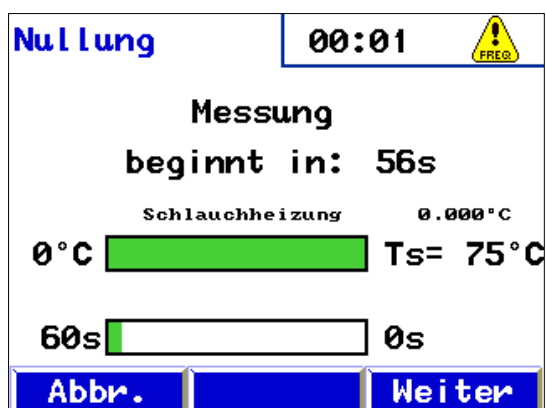 Nullung 00:01 ! FREQ
Messung
beginnt in: 56s
Schlauchheizung 0.000°C
0°C Ts= 75°C
60s 0s
Abbr. Weiter